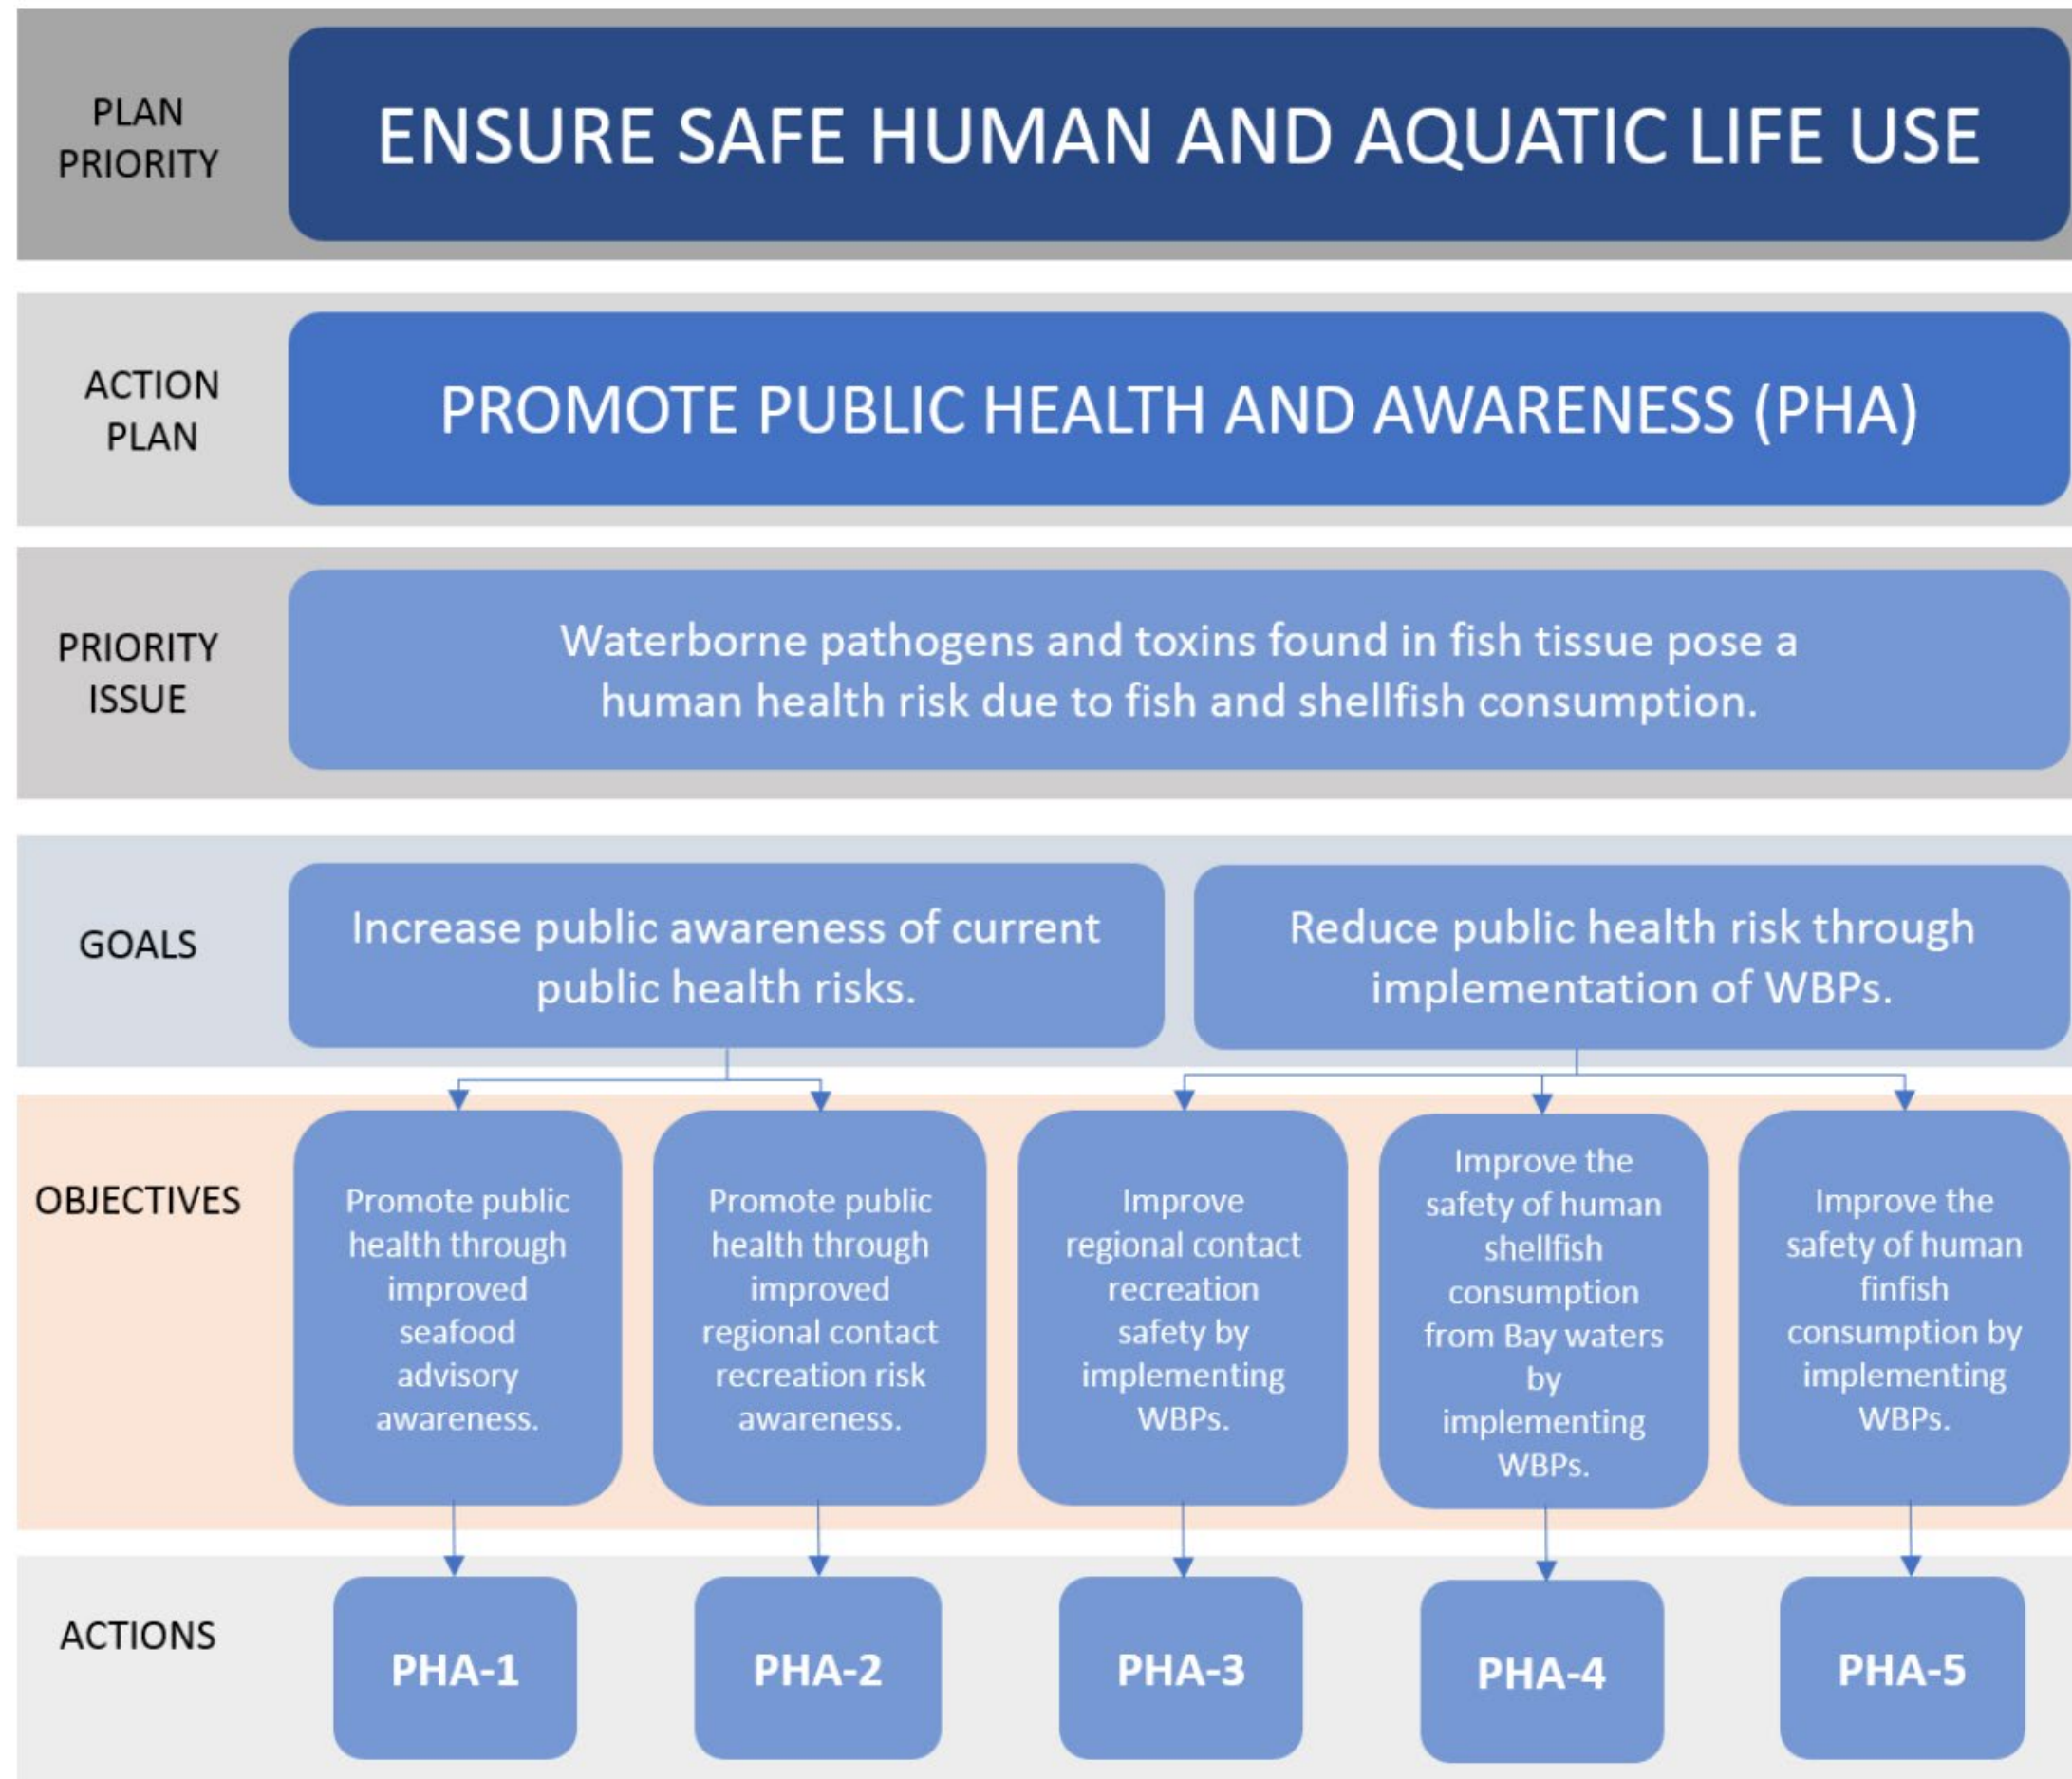 PLAN
PRIORITY
ENSURE SAFE HUMAN AND AQUATIC LIFE USE
ACTION
PLAN
PROMOTE PUBLIC HEALTH AND AWARENESS (PHA)
PRIORITY
ISSUE
Waterborne pathogens and toxins found in fish tissue pose a
human health risk due to fish and shellfish consumption.
GOALS
Increase public awareness of current
public health risks.
Reduce public health risk through
implementation of WBPs.
OBJECTIVES
Promote public
health through
improved
seafood
advisory
awareness.
Promote public
health through
improved
regional contact
recreation risk
awareness.
Improve
regional contact
recreation
safety by
implementing
WBPs.
Improve the
safety of human
shellfish
consumption
from Bay waters
by
implementing
WBPs.
Improve the
safety of human
finfish
consumption by
implementing
WBPs.
ACTIONS
PHA-1
PHA-2
PHA-3
PHA-4
PHA-5